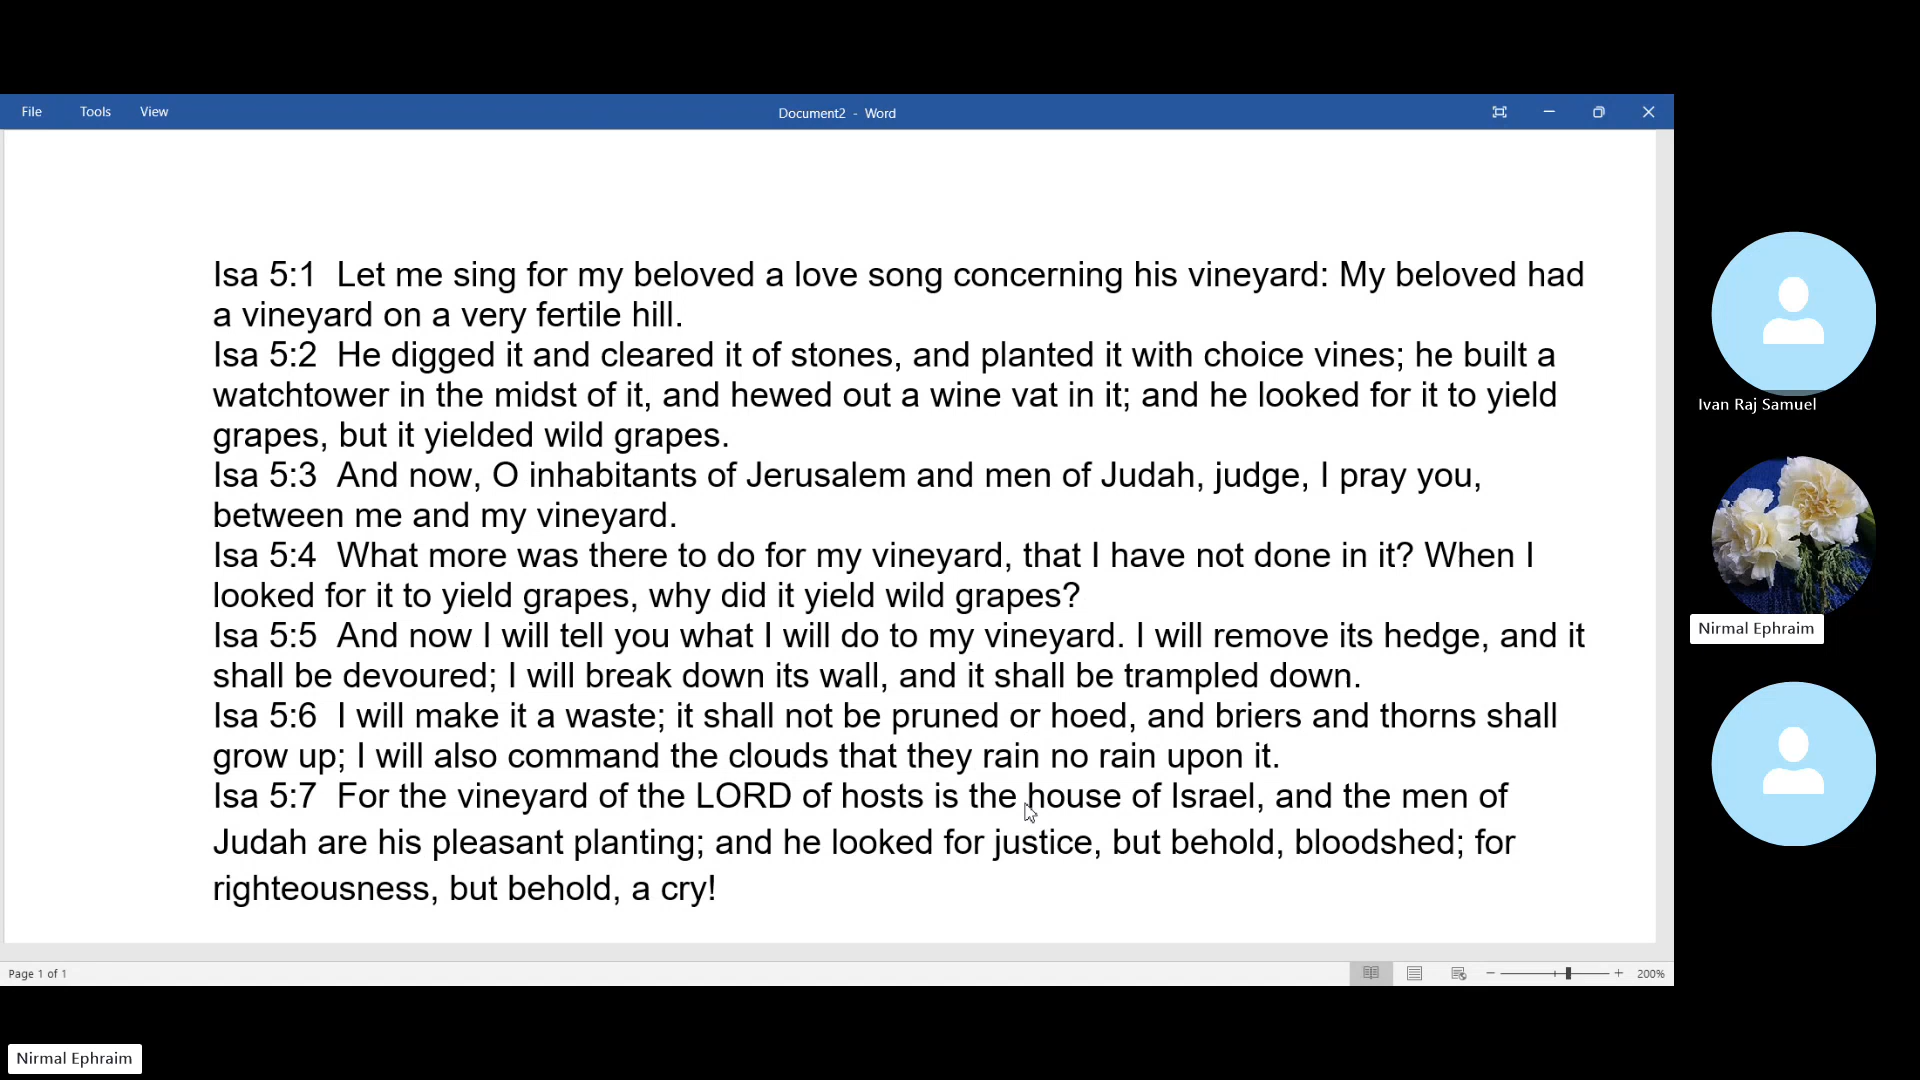 File Tools View Document2 - Word
Isa 5:1 Let me sing for my beloved a love song concerning his vineyard: My beloved had
a vineyard on a very fertile hill.
Isa 5:2 He digged it and cleared it of stones, and planted it with choice vines; he built a
watchtower in the midst of it, and hewed out a wine vat in it; and he looked for it to yield
grapes, but it yielded wild grapes.
Isa 5:3 And now, O inhabitants of Jerusalem and men of Judah, judge, I pray you,
between me and my vineyard.
Isa 5:4 What more was there to do for my vineyard, that I have not done in it? When I
looked for it to yield grapes, why did it yield wild grapes?
Isa 5:5 And now I will tell you what I will do to my vineyard. I will remove its hedge, and it
shall be devoured; I will break down its wall, and it shall be trampled down.
Isa 5:6 I will make it a waste; it shall not be pruned or hoed, and briers and thorns shall
grow up; I will also command the clouds that they rain no rain upon it.
Isa 5:7 For the vineyard of the LORD of hosts is the house of Israel, and the men of
Judah are his pleasant planting; and he looked for justice, but behold, bloodshed; for
righteousness, but behold, a cry!
Page 1 of 1
200%
Ivan Raj Samuel
Nirmal Ephraim
Nirmal Ephraim